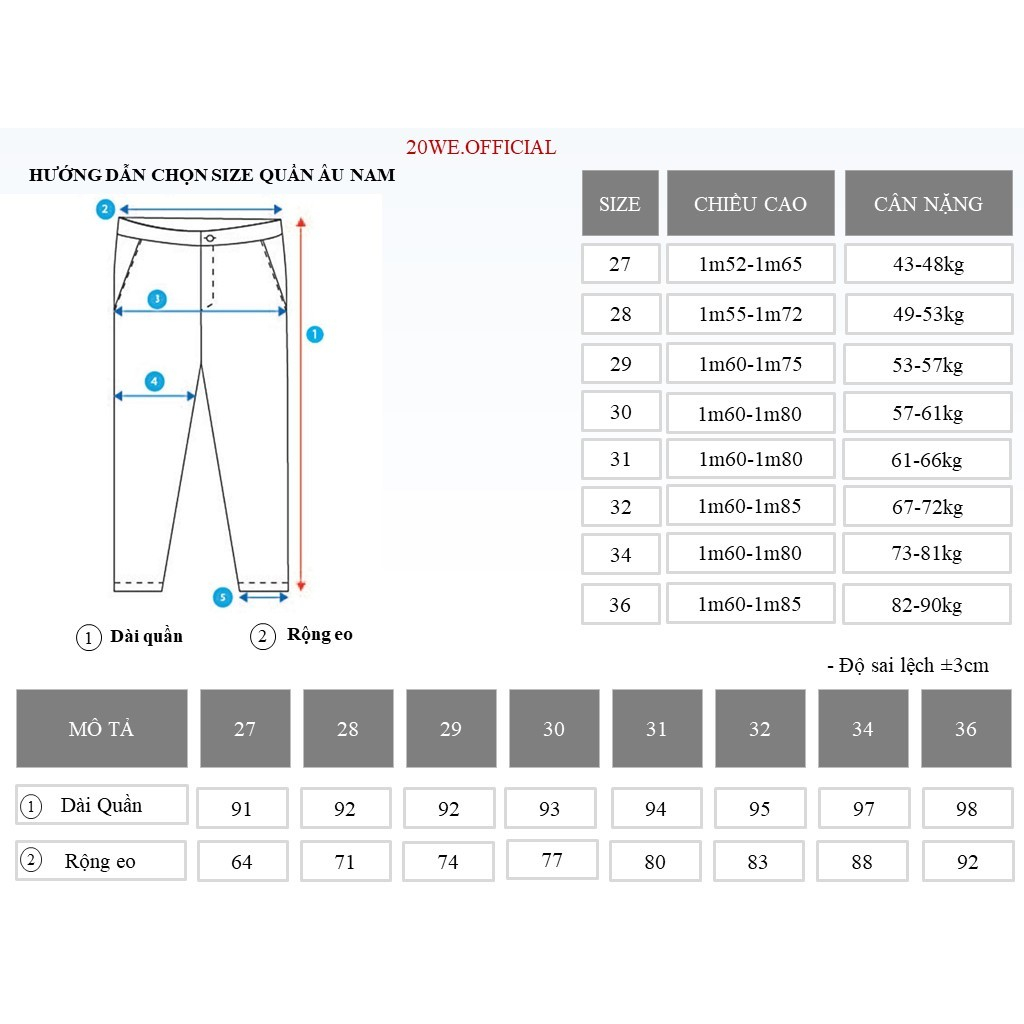 20WE.OFFICIAL
HƯỚNG DẪN CHỌN SIZE QUẦN ÂU NAM
2
3
1
4
5
1 Dài quần 2 Rộng eo
SIZE CHIỀU CAO CÂN NẶNG
27 1m52-1m65 43-48kg
28 1m55-1m72 49-53kg
29 1m60-1m75 53-57kg
30 1m60-1m80 57-61kg
31 1m60-1m80 61-66kg
32 1m60-1m85 67-72kg
34 1m60-1m80 73-81kg
36 1m60-1m85 82-90kg
- Độ sai lệch ±3cm
MÔ TẢ 27 28 29 30 31 32 34 36
1 Dài Quần 91 92 92 93 94 95 97 98
2 Rộng eo 64 71 74 77 80 83 88 92